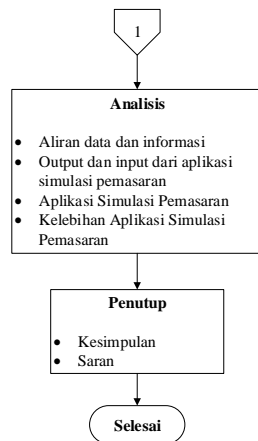 1
Analisis
• Aliran data dan informasi
• Output dan input dari aplikasi
simulasi pemasaran
• Aplikasi Simulasi Pemasaran
• Kelebihan Aplikasi Simulasi
Pemasaran
Penutup
• Kesimpulan
• Saran
Selesai